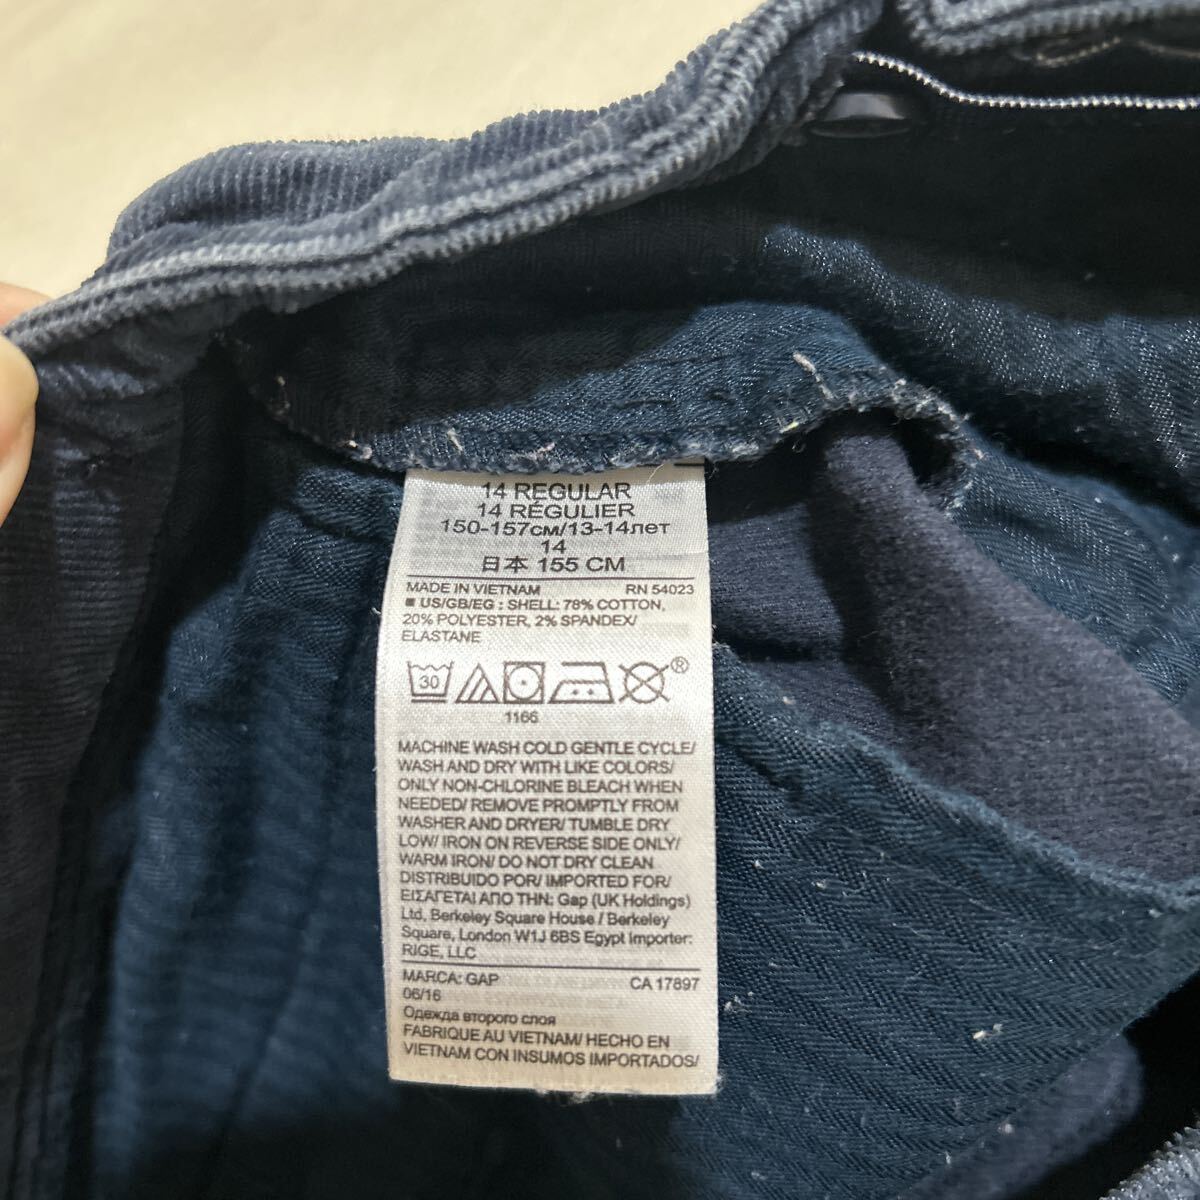 14 REGULAR
14 RÉGULIER
150-157см/13-14лет
14
日本 155 CM
MADE IN VIETNAM RN 54023
■ US/GB/EG : SHELL: 78% COTTON,
20% POLYESTER, 2% SPANDEX/
ELASTANE
30 ®
1166
MACHINE WASH COLD GENTLE CYCLE/
WASH AND DRY WITH LIKE COLORS/
ONLY NON-CHLORINE BLEACH WHEN
NEEDED/ REMOVE PROMPTLY FROM
WASHER AND DRYER/ TUMBLE DRY
LOW/ IRON ON REVERSE SIDE ONLY/
WARM IRON/ DO NOT DRY CLEAN
DISTRIBUIDO POR/ IMPORTED FOR/
ΕΙΣΑΓΕΤΑΙ ΑΠΟ ΤΗΝ: Gap (UK Holdings)
Ltd, Berkeley Square House / Berkeley
Square, London W1J 6BS Egypt Importer:
RIGE, LLC
MARCA: GAP CA 17897
06/16
Одежда второго слоя
FABRIQUE AU VIETNAM/ HECHO EN
VIETNAM CON INSUMOS IMPORTADOS/